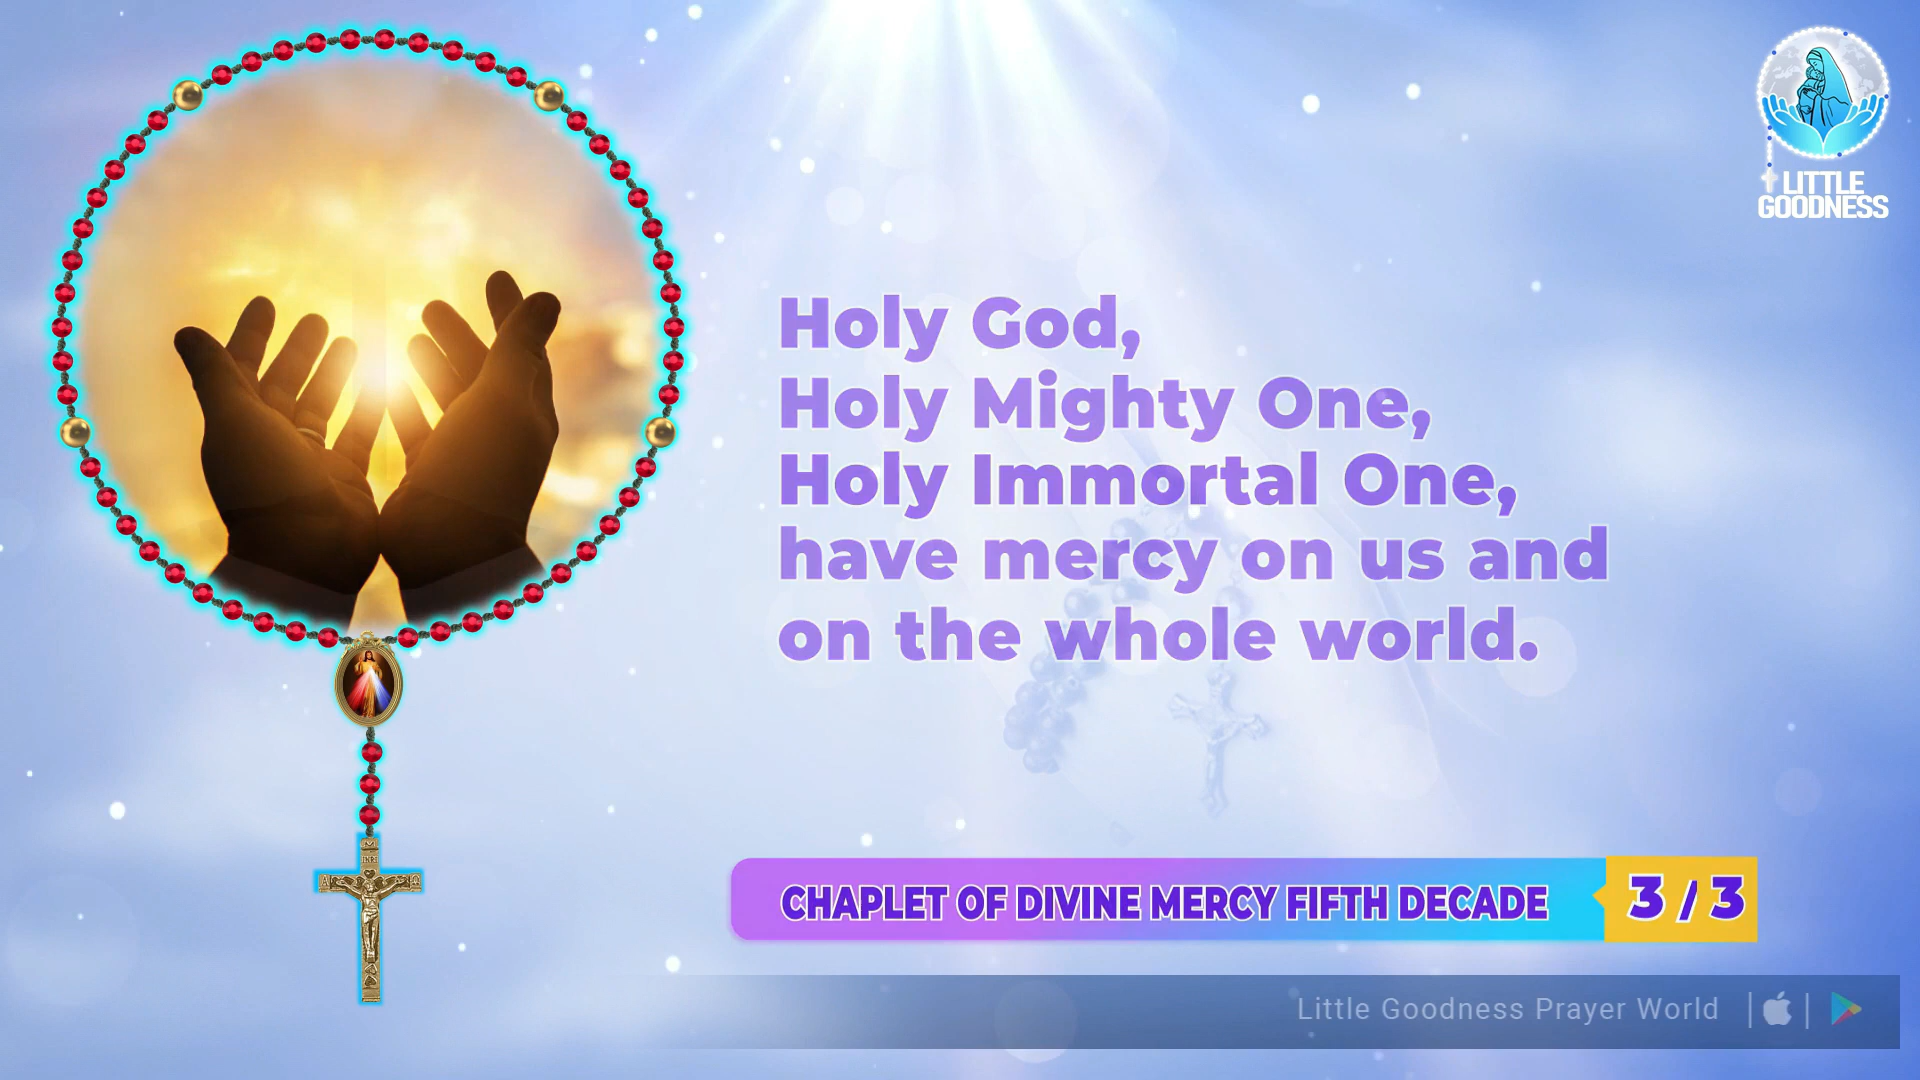 LITTLE
GOODNESS
Holy God,
Holy Mighty One,
Holy Immortal One,
have mercy on us and
on the whole world.
INRI
CHAPLET OF DIVINE MERCY FIFTH DECADE
3 / 3
Little Goodness Prayer World